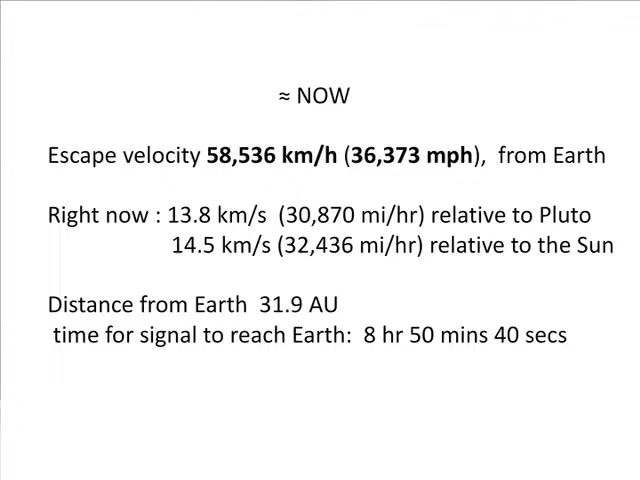 ≈ NOW
Escape velocity 58,536 km/h (36,373 mph), from Earth
Right now : 13.8 km/s (30,870 mi/hr) relative to Pluto
14.5 km/s (32,436 mi/hr) relative to the Sun
Distance from Earth 31.9 AU
time for signal to reach Earth: 8 hr 50 mins 40 secs